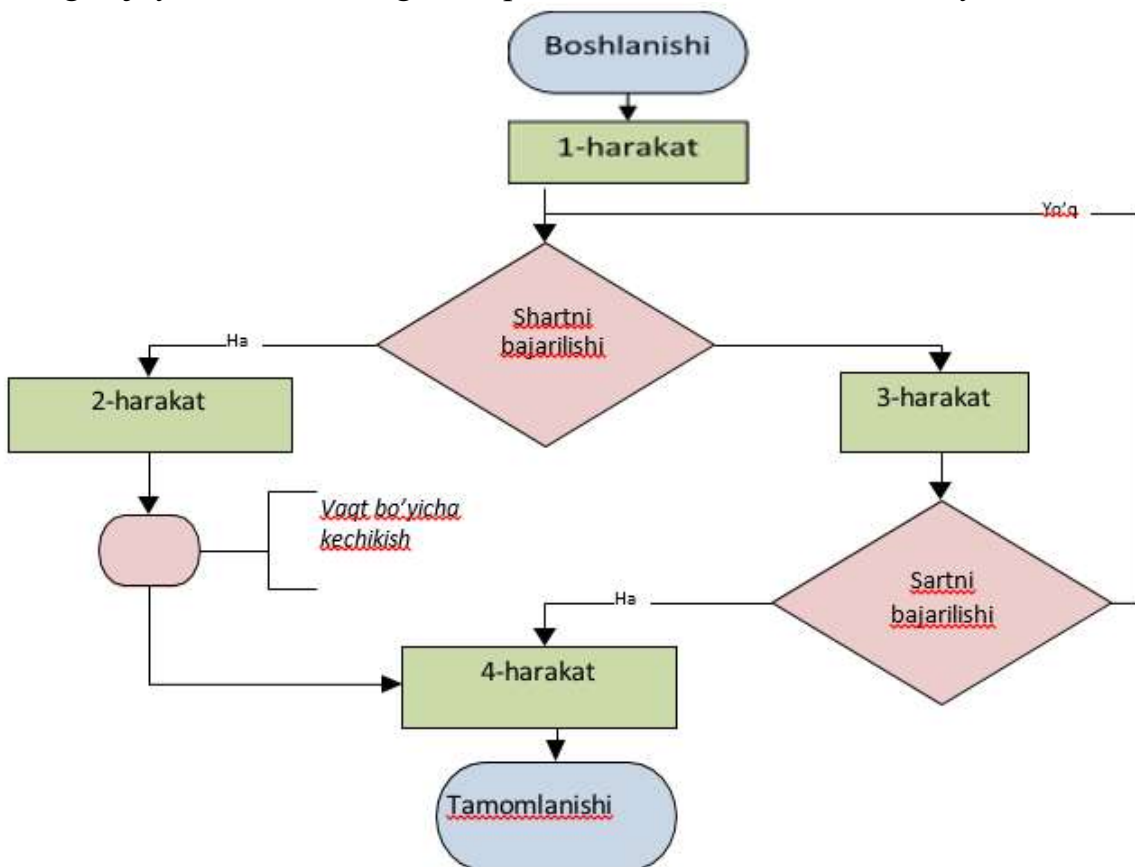 Boshlanishi
1-harakat
Yo'q
Shartni
bajarilishi
Ha
2-harakat
3-harakat
Vaqt bo'yicha
kechikish
Sartni
bajarilishi
Ha
4-harakat
Tamomlanishi